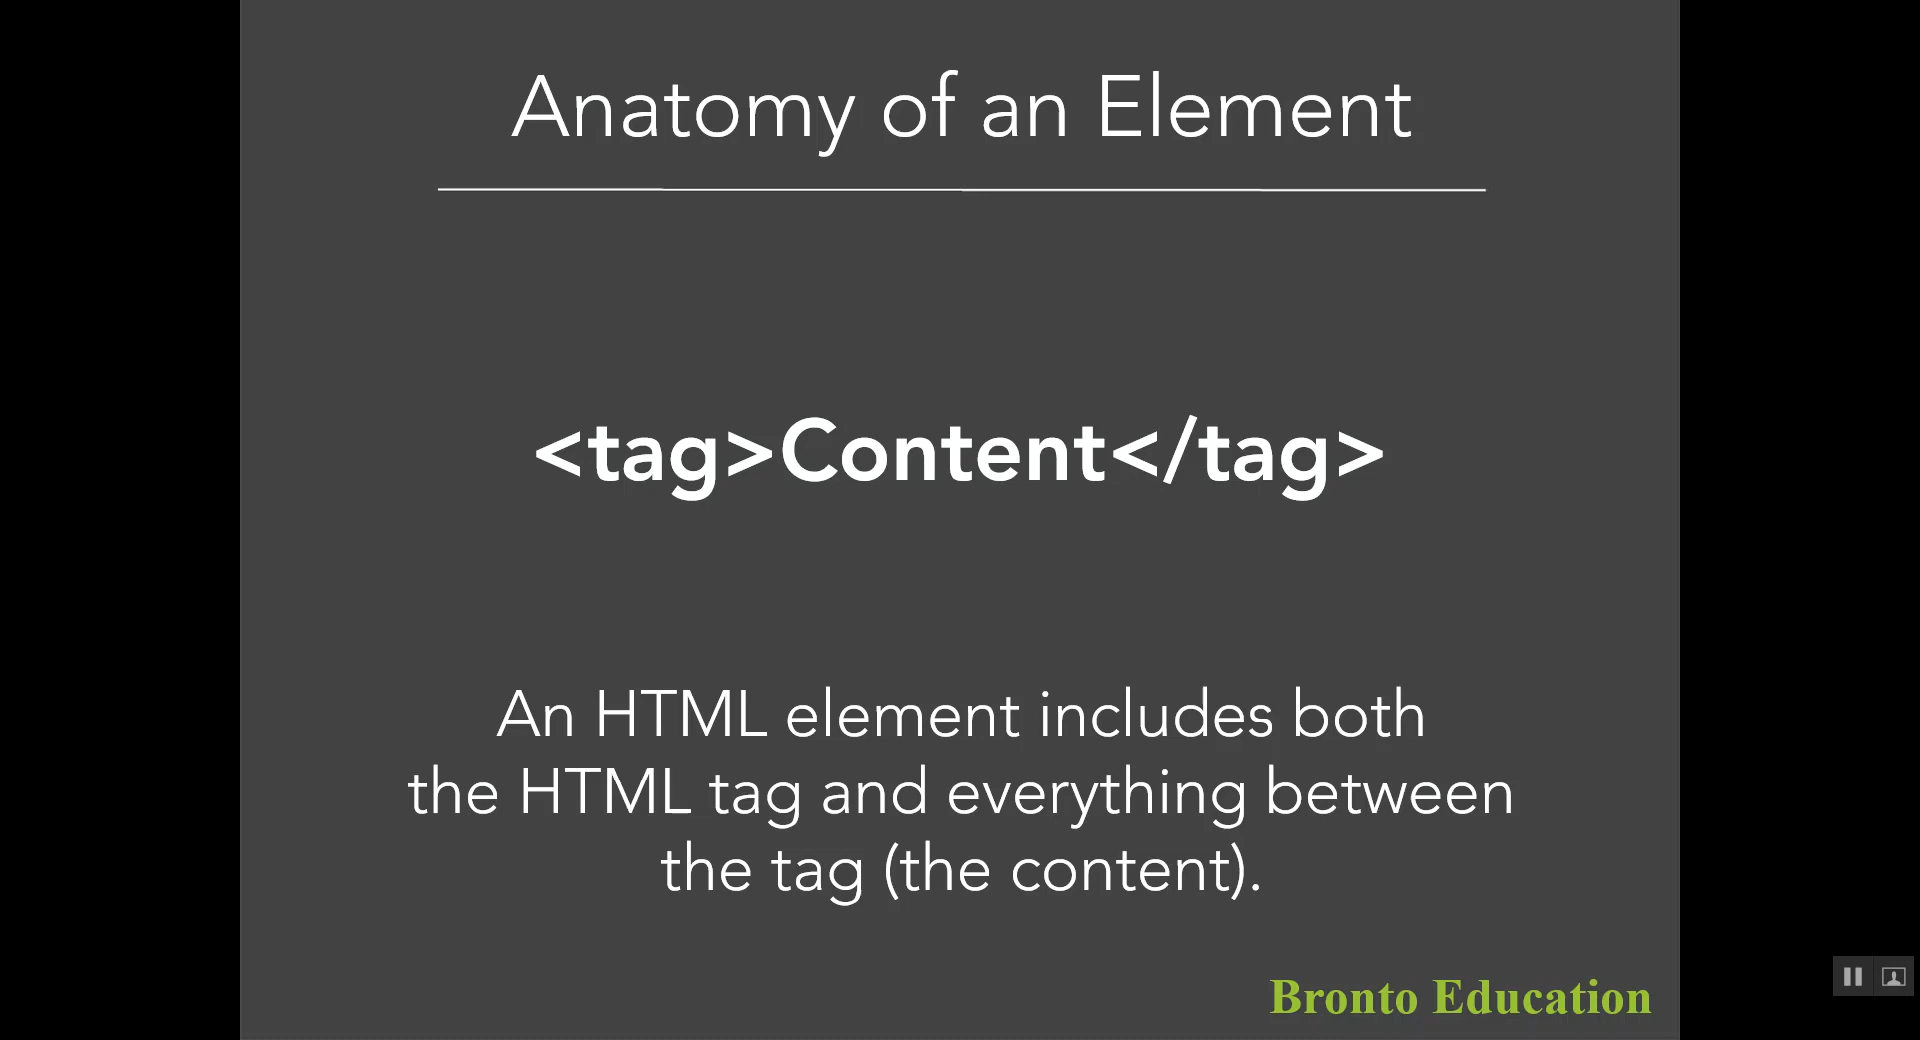 Anatomy of an Element
<tag>Content</tag>
An HTML element includes both
the HTML tag and everything between
the tag (the content).
Bronto Education